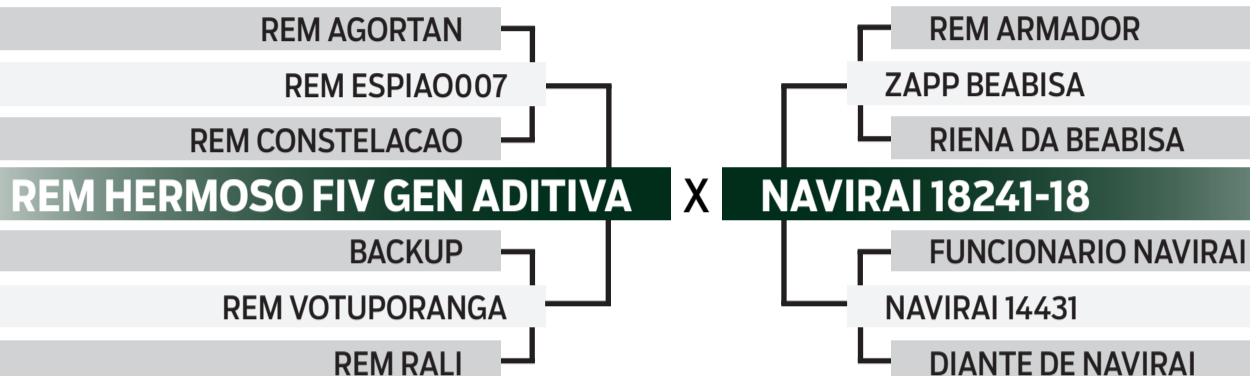 REM AGORTAN
REM ESPIAO007
REM CONSTELACAO
REM HERMOSO FIV GEN ADITIVA
BACKUP
REM VOTUPORANGA
REM RALI
X
REM ARMADOR
ZAPP BEABISA
RIENA DA BEABISA
NAVIRAI 18241-18
FUNCIONARIO NAVIRAI
NAVIRAI 14431
DIANTE DE NAVIRAI